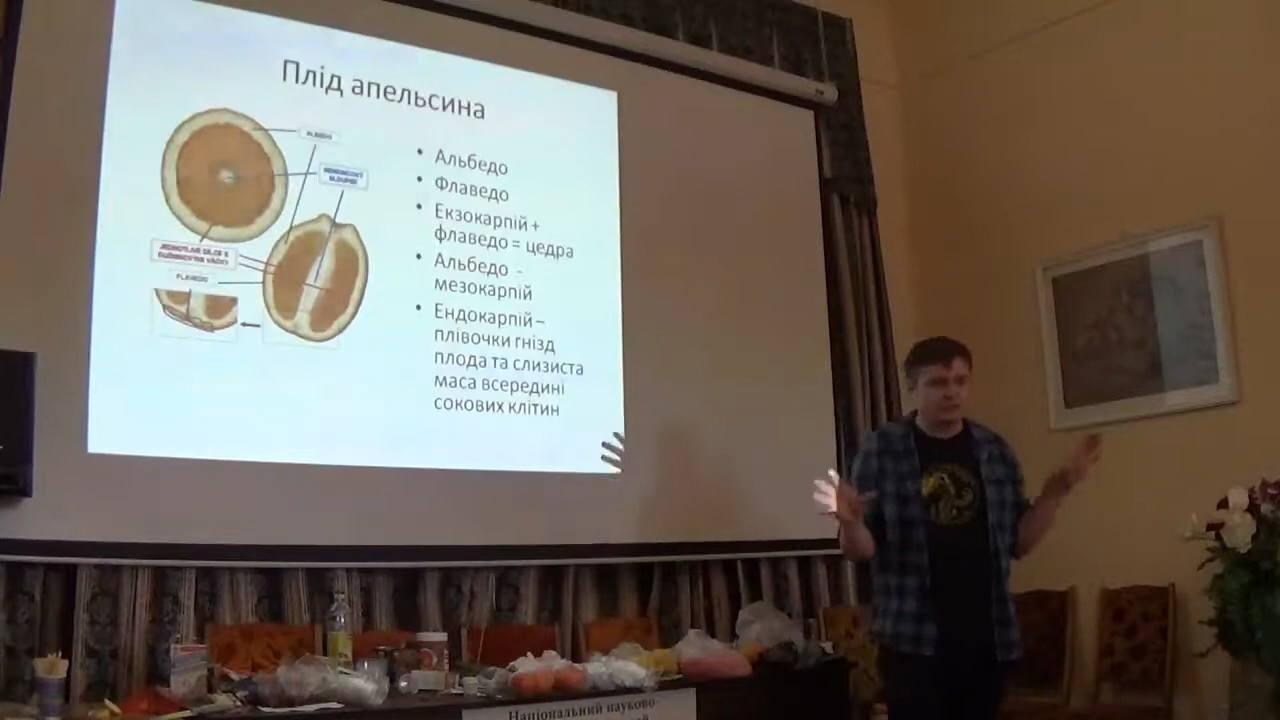 Плід апельсина
ALBEDO
• Альбедо
• Флаведо
• Екзокарпій +
флаведо = цедра
• Альбедо -
мезокарпій
• Ендокарпій –
плівочки гнізд
плода та слизиста
маса всередині
сокових клітин
FLAVEDO
Національний науково-